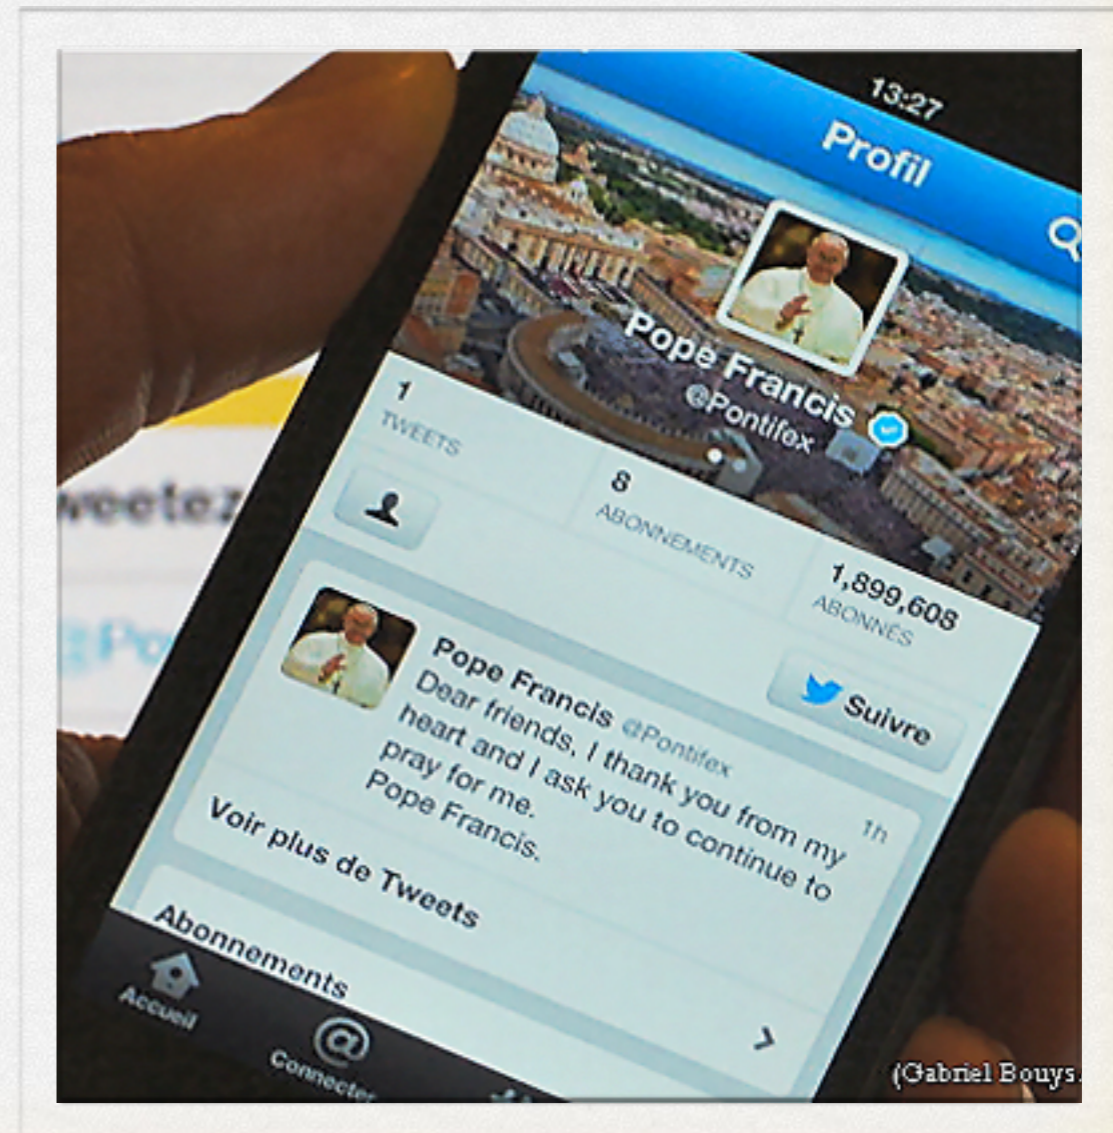 13:27
Profil
Pope Francis
@Pontifex
1
TWEETS
8
ABONNEMENTS
1,899,608
ABONNÉS
Suivre
Pope Francis @Pontifex
1h
Dear friends, I thank you from my
heart and I ask you to continue to
pray for me.
Pope Francis.
Voir plus de Tweets
Abonnements
Accueil
@
Connecter
weetez
@Po
(Gabriel Bouys.